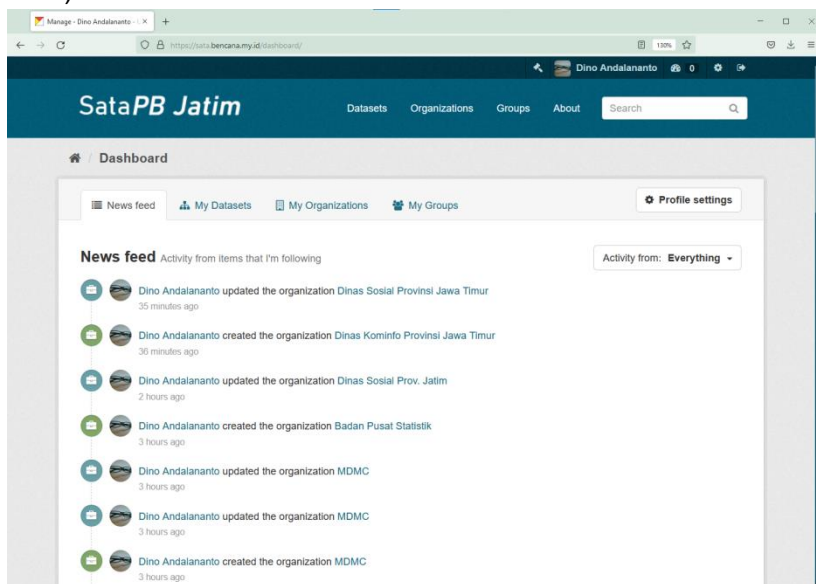 Manage - Dino Andalananto -
https://sata.bencana.my.id/dashboard/
130%
Dino Andalananto 0
SataPB Jatim
Datasets Organizations Groups About Search
/ Dashboard
News feed My Datasets My Organizations My Groups Profile settings
News feed Activity from items that I'm following Activity from: Everything
Dino Andalananto updated the organization Dinas Sosial Provinsi Jawa Timur
35 minutes ago
Dino Andalananto created the organization Dinas Kominfo Provinsi Jawa Timur
36 minutes ago
Dino Andalananto updated the organization Dinas Sosial Prov. Jatim
2 hours ago
Dino Andalananto created the organization Badan Pusat Statistik
3 hours ago
Dino Andalananto updated the organization MDMC
3 hours ago
Dino Andalananto updated the organization MDMC
3 hours ago
Dino Andalananto created the organization MDMC
3 hours ago